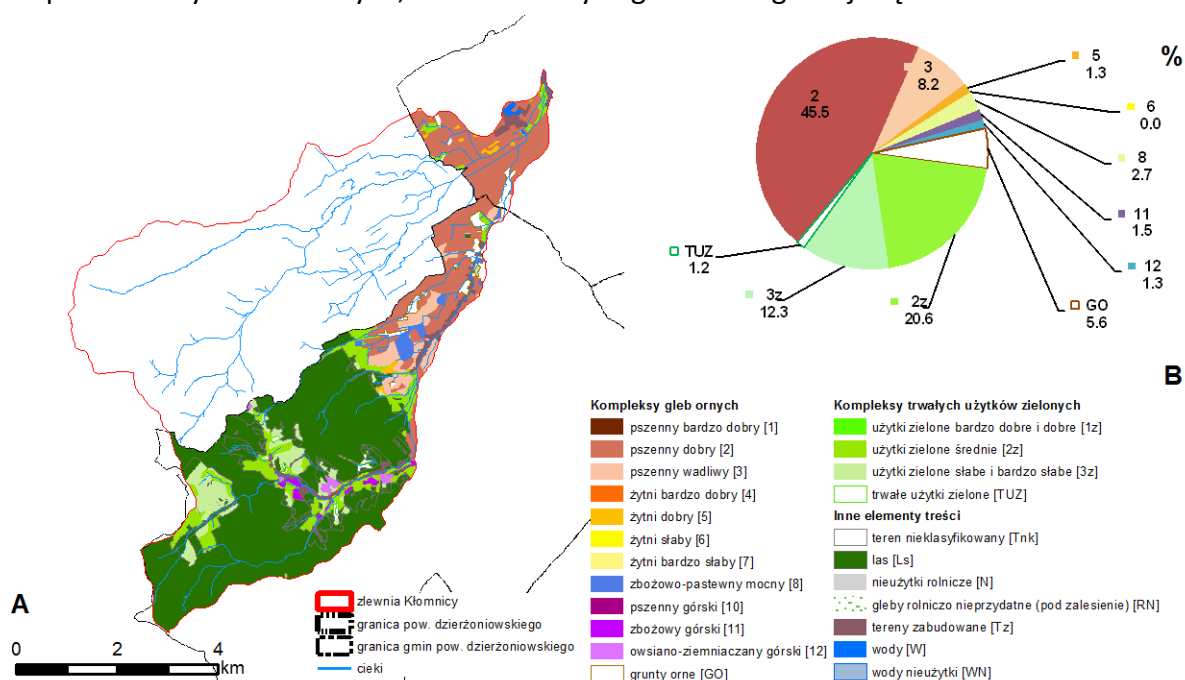 %
5
1.3
6
0.0
8
2.7
11
1.5
12
1.3
GO
5.6
2z
20.6
3z
12.3
TUZ
1.2
2
45.5
3
8.2
B
Kompleksy gleb ornych
pszenny bardzo dobry [1]
pszenny dobry [2]
pszenny wadliwy [3]
żytni bardzo dobry [4]
żytni dobry [5]
żytni słaby [6]
żytni bardzo słaby [7]
zbożowo-pastewny mocny [8]
pszenny górski [10]
zbożowy górski [11]
owsiano-ziemniaczany górski [12]
grunty orne [GO]
Kompleksy trwałych użytków zielonych
użytki zielone bardzo dobre i dobre [1z]
użytki zielone średnie [2z]
użytki zielone słabe i bardzo słabe [3z]
trwałe użytki zielone [TUZ]
Inne elementy treści
teren nieklasyfikowany [Tnk]
las [Ls]
nieużytki rolnicze [N]
gleby rolniczo nieprzydatne (pod zalesienie) [RN]
tereny zabudowane [Tz]
wody [W]
wody nieużytki [WN]
A
0 2 4
km
zlewnia Kłomnicy
granica pow. dzierżoniowskiego
granica gmin pow. dzierżoniowskiego
cieki